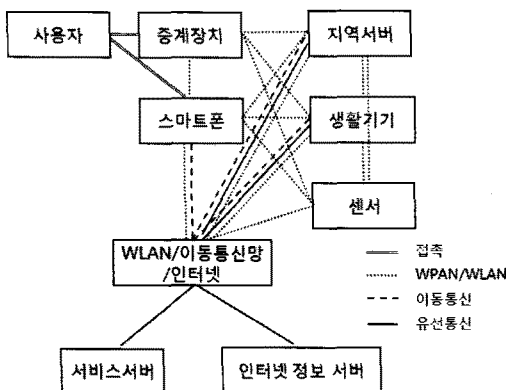 사용자
중계장치
지역서버
스마트폰
생활기기
센서
WLAN/이동통신망
/인터넷
접촉
WPAN/WLAN
이동통신
유선통신
서비스서버
인터넷 정보 서버